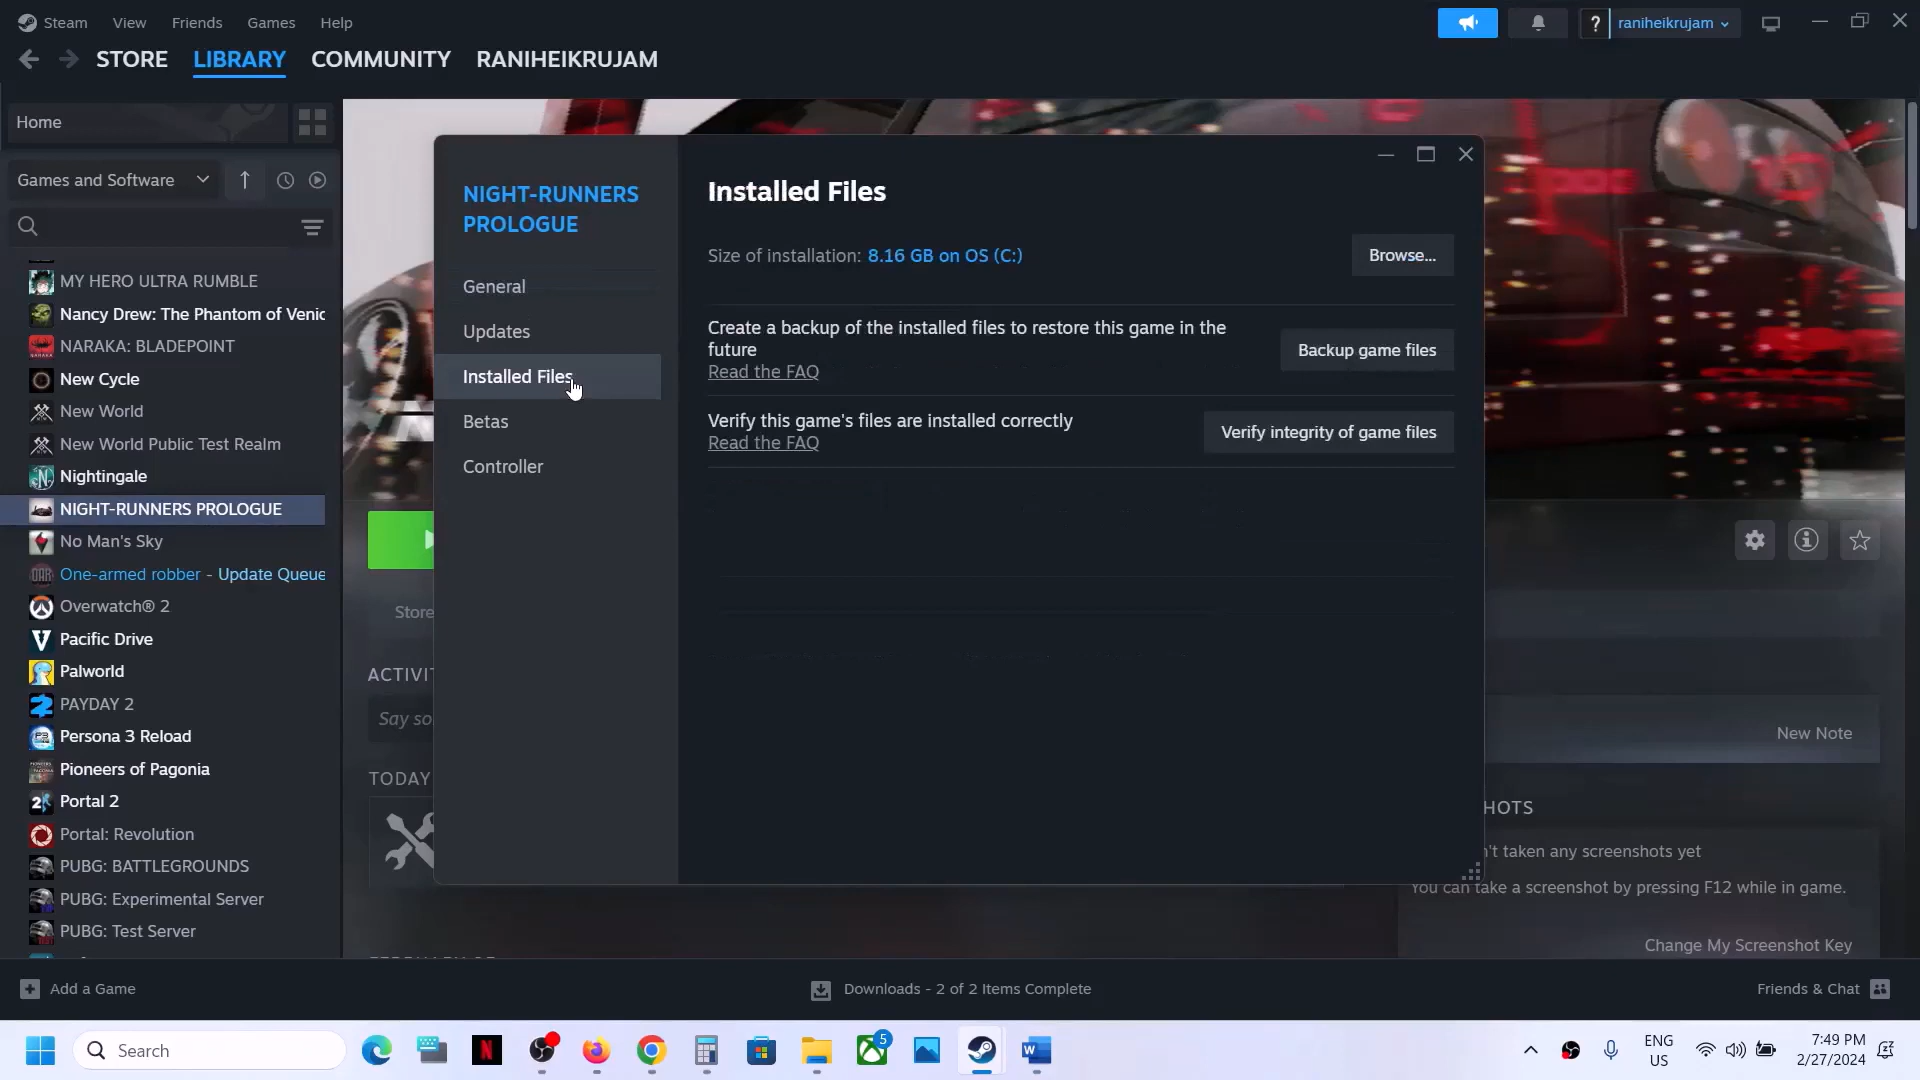 Steam View Friends Games Help
raniheikrujam
STORE LIBRARY COMMUNITY RANIHEIKRUJAM
Home
Games and Software
MY HERO ULTRA RUMBLE
Nancy Drew: The Phantom of Venic
NARAKA: BLADEPOINT
New Cycle
New World
New World Public Test Realm
Nightingale
NIGHT-RUNNERS PROLOGUE
No Man's Sky
One-armed robber - Update Queue
Overwatch® 2
Pacific Drive
Palworld
PAYDAY 2
Persona 3 Reload
Pioneers of Pagonia
Portal 2
Portal: Revolution
PUBG: BATTLEGROUNDS
PUBG: Experimental Server
PUBG: Test Server
NIGHT-RUNNERS
PROLOGUE
General
Updates
Installed Files
Betas
Controller
Installed Files
Size of installation: 8.16 GB on OS (C:)
Browse...
Create a backup of the installed files to restore this game in the
future
Read the FAQ
Backup game files
Verify this game's files are installed correctly
Read the FAQ
Verify integrity of game files
Store
ACTIVIT
Say so
TODAY
New Note
HOTS
n't taken any screenshots yet
You can take a screenshot by pressing F12 while in game.
Change My Screenshot Key
Add a Game
Downloads - 2 of 2 Items Complete
Friends & Chat
Search
5
ENG
US
7:49 PM
2/27/2024